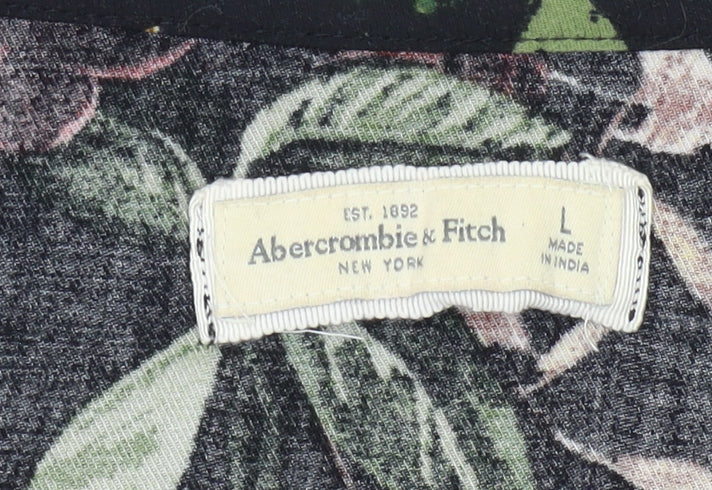 EST. 1892
Abercrombie & Fitch
NEW YORK
L
MADE
IN INDIA